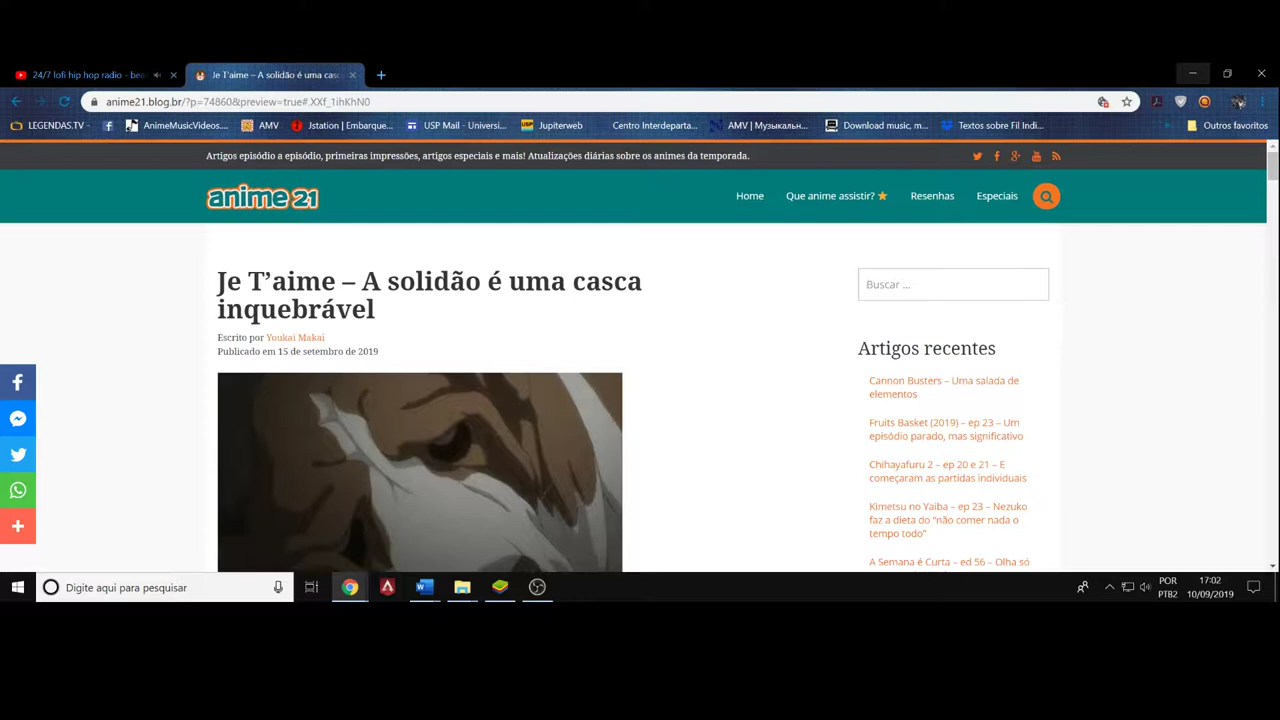 24/7 lofi hip hop radio - bea
Je T'aime – A solidão é uma casc
anime21.blog.br/?p=74860&preview=true#.XXf_1ihKhN0
LEGENDAS.TV -
AnimeMusicVideos....
AMV
Jstation | Embarque...
USP Mail - Universi...
Jupiterweb
Centro Interdeparta...
AMV | Музыкальн...
Download music, m...
Textos sobre Fil Indi...
Outros favoritos
Artigos episódio a episódio, primeiras impressões, artigos especiais e mais! Atualizações diárias sobre os animes da temporada.
anime 21
Home
Que anime assistir?
Resenhas
Especiais
Je T’aime – A solidão é uma casca
inquebrável
Escrito por Youkai Makai
Publicado em 15 de setembro de 2019
Buscar ...
Artigos recentes
Cannon Busters – Uma salada de
elementos
Fruits Basket (2019) – ep 23 – Um
episódio parado, mas significativo
Chihayafuru 2 – ep 20 e 21 – E
começaram as partidas individuais
Kimetsu no Yaiba – ep 23 – Nezuko
faz a dieta do “não comer nada o
tempo todo”
A Semana é Curta – ed 56 – Olha só
Digite aqui para pesquisar
POR
PTB2
17:02
10/09/2019